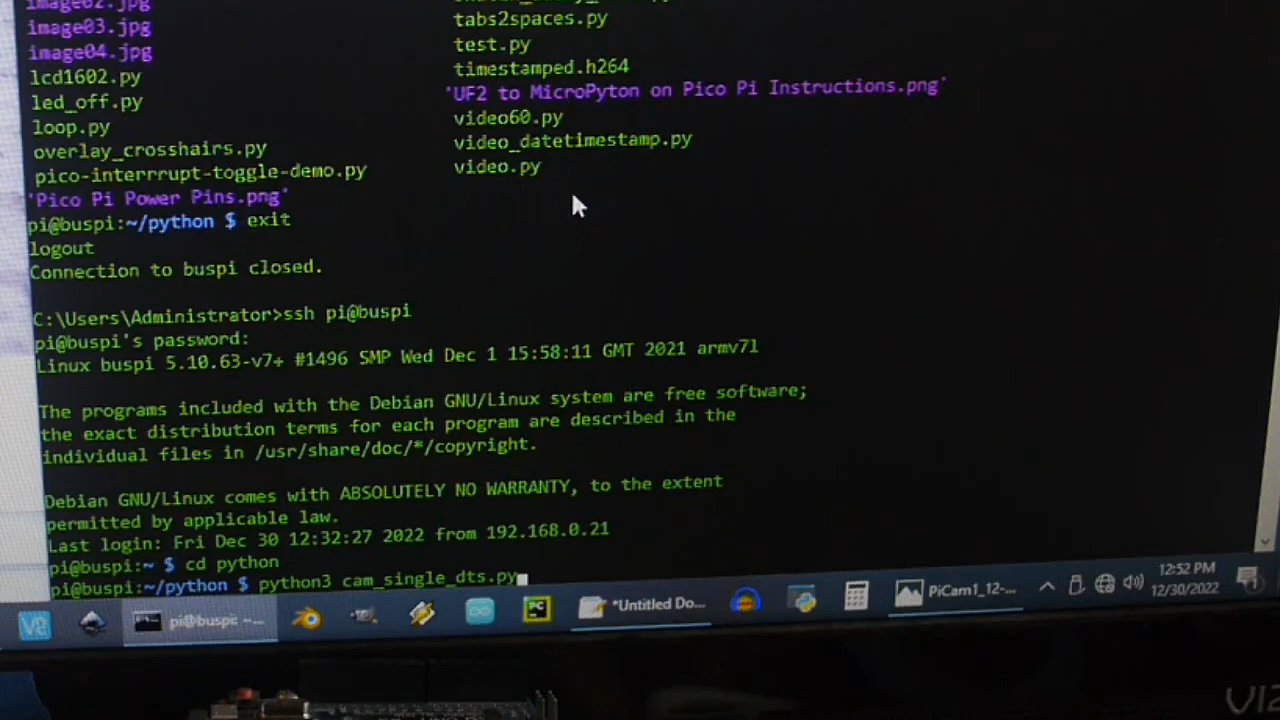 image02.jpg
image03.jpg
image04.jpg
lcd1602.py
led_off.py
loop.py
overlay_crosshairs.py
pico-interrrupt-toggle-demo.py
'Pico Pi Power Pins.png'
tabs2spaces.py
test.py
timestamped.h264
'UF2 to MicroPyton on Pico Pi Instructions.png'
video60.py
video_datetimestamp.py
video.py
pi@buspi:~/python $ exit
logout
Connection to buspi closed.
C:\Users\Administrator>ssh pi@buspi
pi@buspi's password:
Linux buspi 5.10.63-v7+ #1496 SMP Wed Dec 1 15:58:11 GMT 2021 armv7l
The programs included with the Debian GNU/Linux system are free software;
the exact distribution terms for each program are described in the
individual files in /usr/share/doc/*/copyright.
Debian GNU/Linux comes with ABSOLUTELY NO WARRANTY, to the extent
permitted by applicable law.
Last login: Fri Dec 30 12:32:27 2022 from 192.168.0.21
pi@buspi:~ $ cd python
pi@buspi:~/python $ python3 cam_single_dts.py
pi@buspi: ~...
PC
*Untitled Do...
PiCam1_12-...
12:52 PM
12/30/2022
1